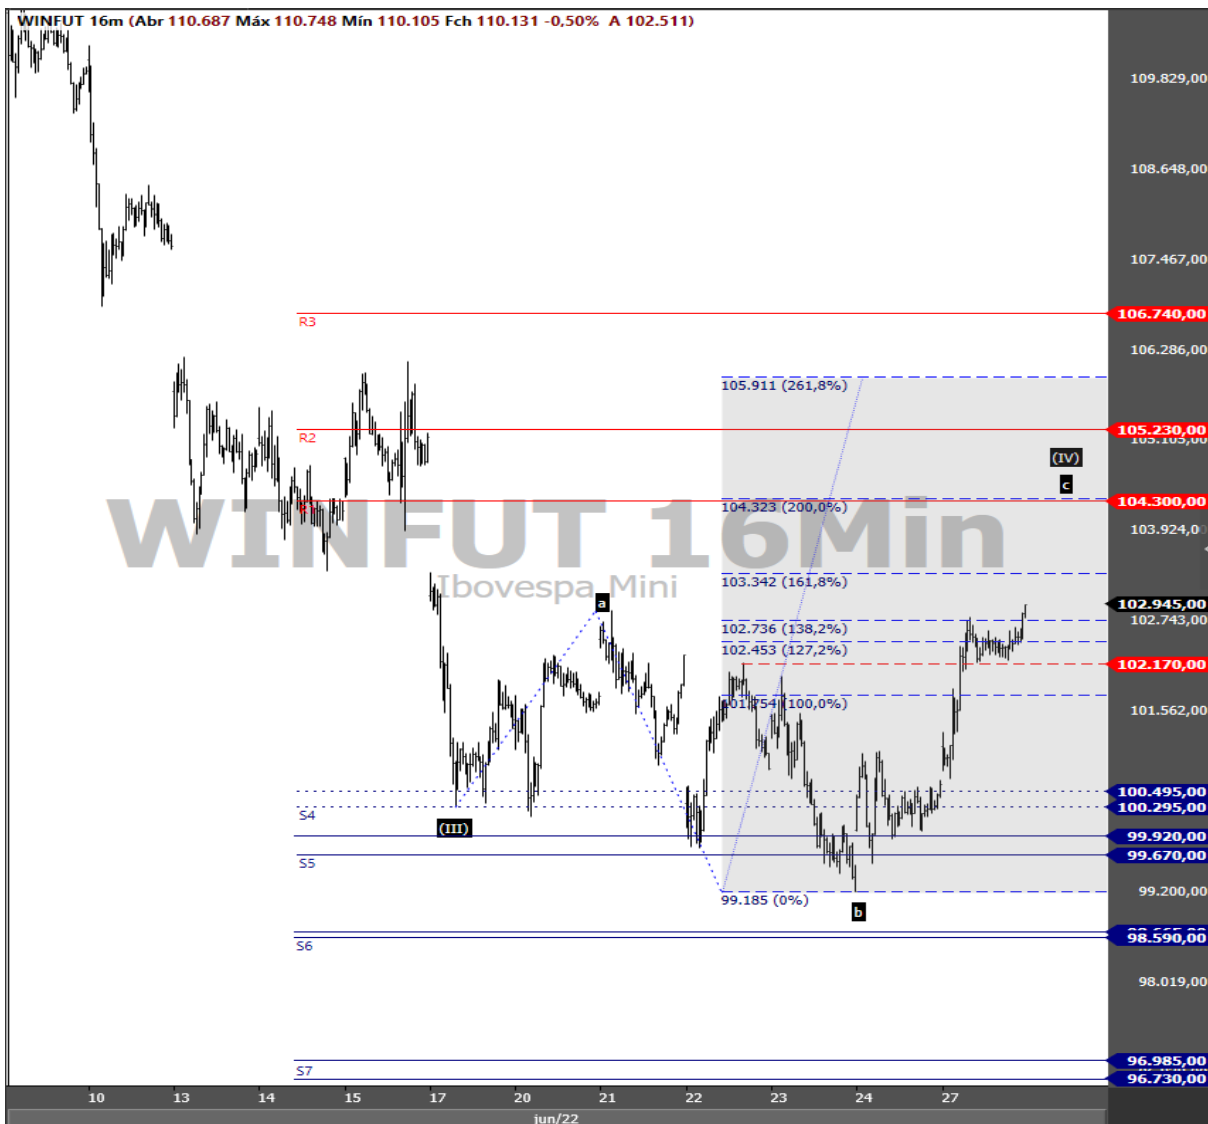 WINFUT 16m (Abr 110.687 Máx 110.748 Mín 110.105 Fch 110.131 -0,50% A 102.511)
109.829,00
108.648,00
107.467,00
R3
106.740,00
106.286,00
105.911 (261,8%)
R2
105.230,00
105.105,00
(IV)
c
104.300,00
104.323 (200,0%)
WINFUT 16Min
103.924,00
Ibovespa Mini
103.342 (161,8%)
a
102.945,00
102.743,00
102.736 (138,2%)
102.453 (127,2%)
102.170,00
101.754 (100,0%)
101.562,00
100.495,00
100.295,00
S4
(III)
99.920,00
99.670,00
S5
99.200,00
99.185 (0%)
b
98.590,00
S6
98.019,00
96.985,00
S7
96.730,00
10 13 14 15 17 20 21 22 23 24 27
jun/22